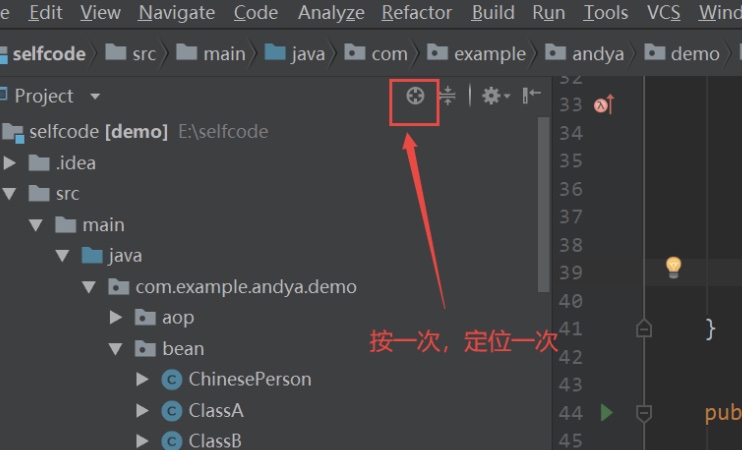 e Edit View Navigate Code Analyze Refactor Build Run Tools VCS Wind
selfcode src main java com example andya demo
Project
32
33
selfcode [demo] E:\selfcode
34
.idea
35
src
36
main
37
java
38
39
com.example.andya.demo
40
aop
按一次，定位一次
41 }
bean
42
ChinesePerson
43
ClassA
44 pub
ClassB
45